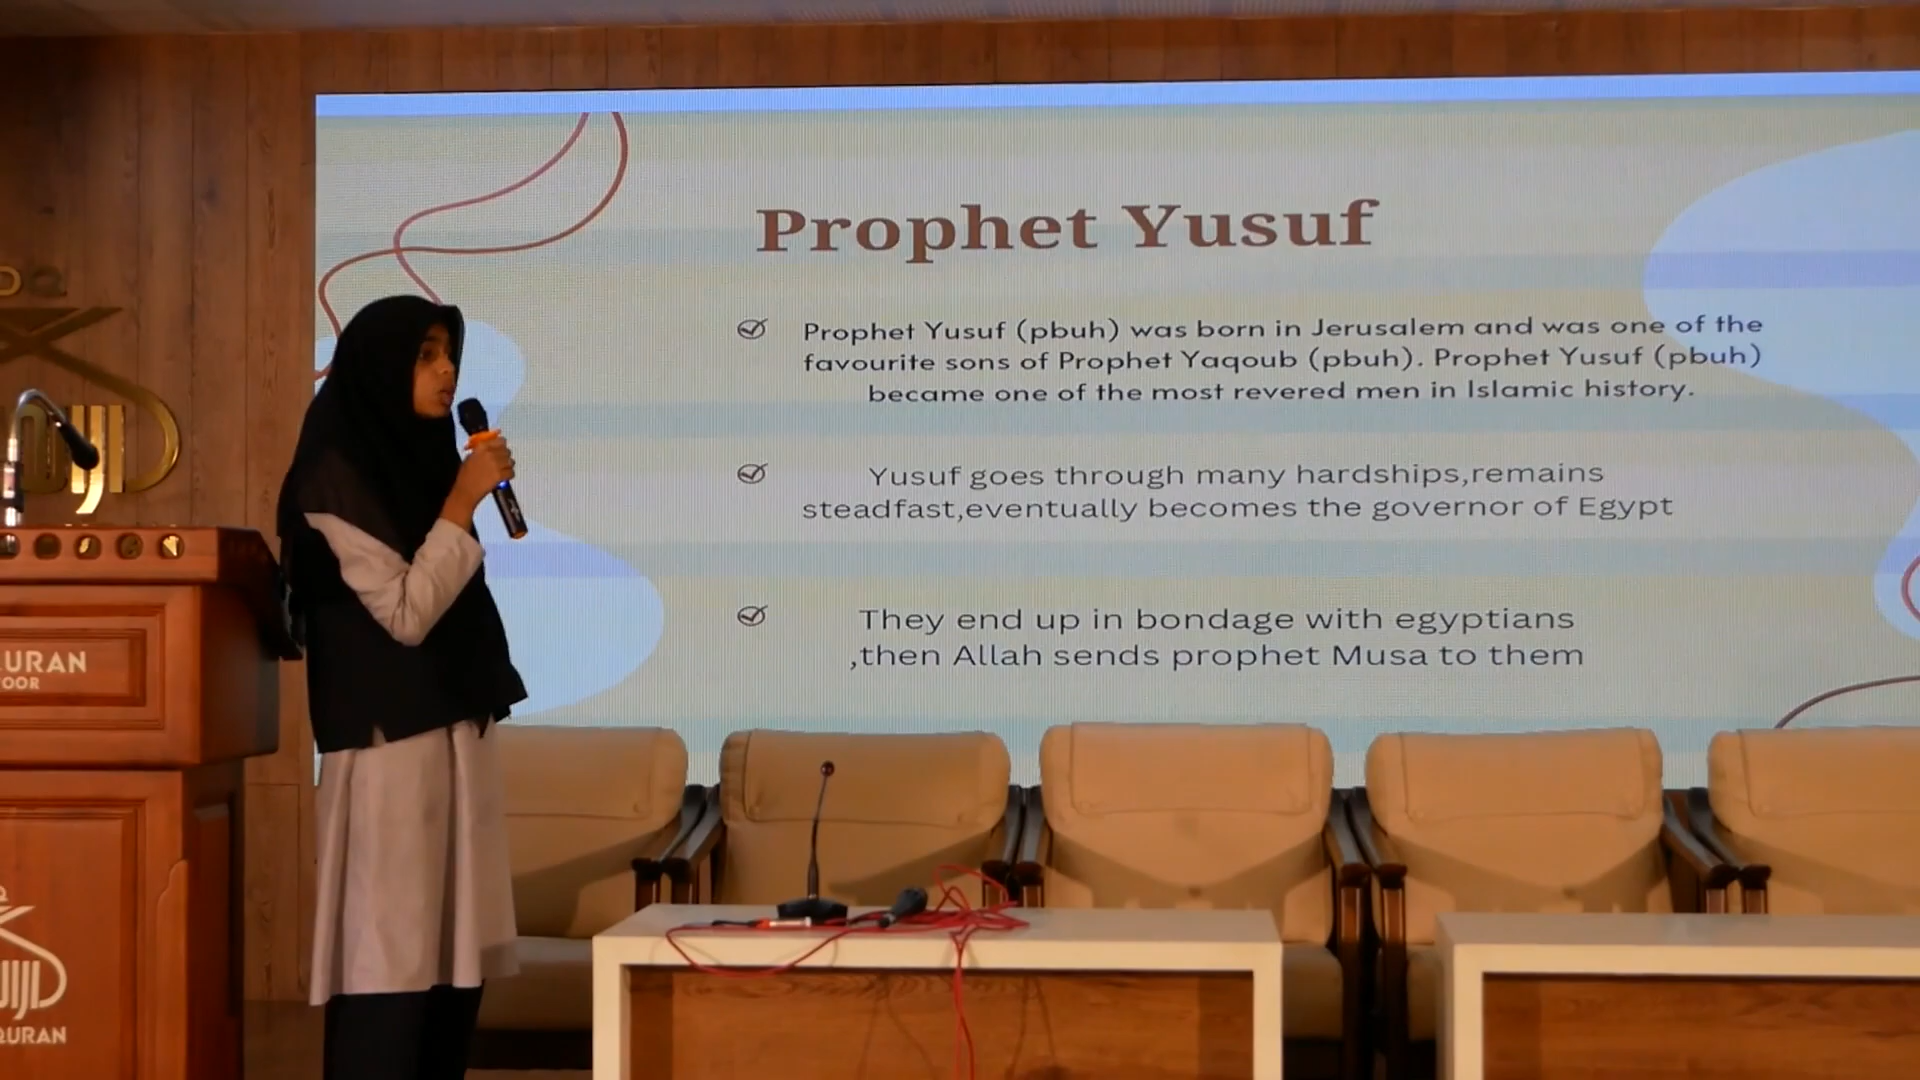 Prophet Yusuf
Prophet Yusuf (pbuh) was born in Jerusalem and was one of the
favourite sons of Prophet Yaqoub (pbuh). Prophet Yusuf (pbuh)
became one of the most revered men in Islamic history.
Yusuf goes through many hardships,remains
steadfast,eventually becomes the governor of Egypt
They end up in bondage with egyptians
,then Allah sends prophet Musa to them
URAN
OOR
QURAN